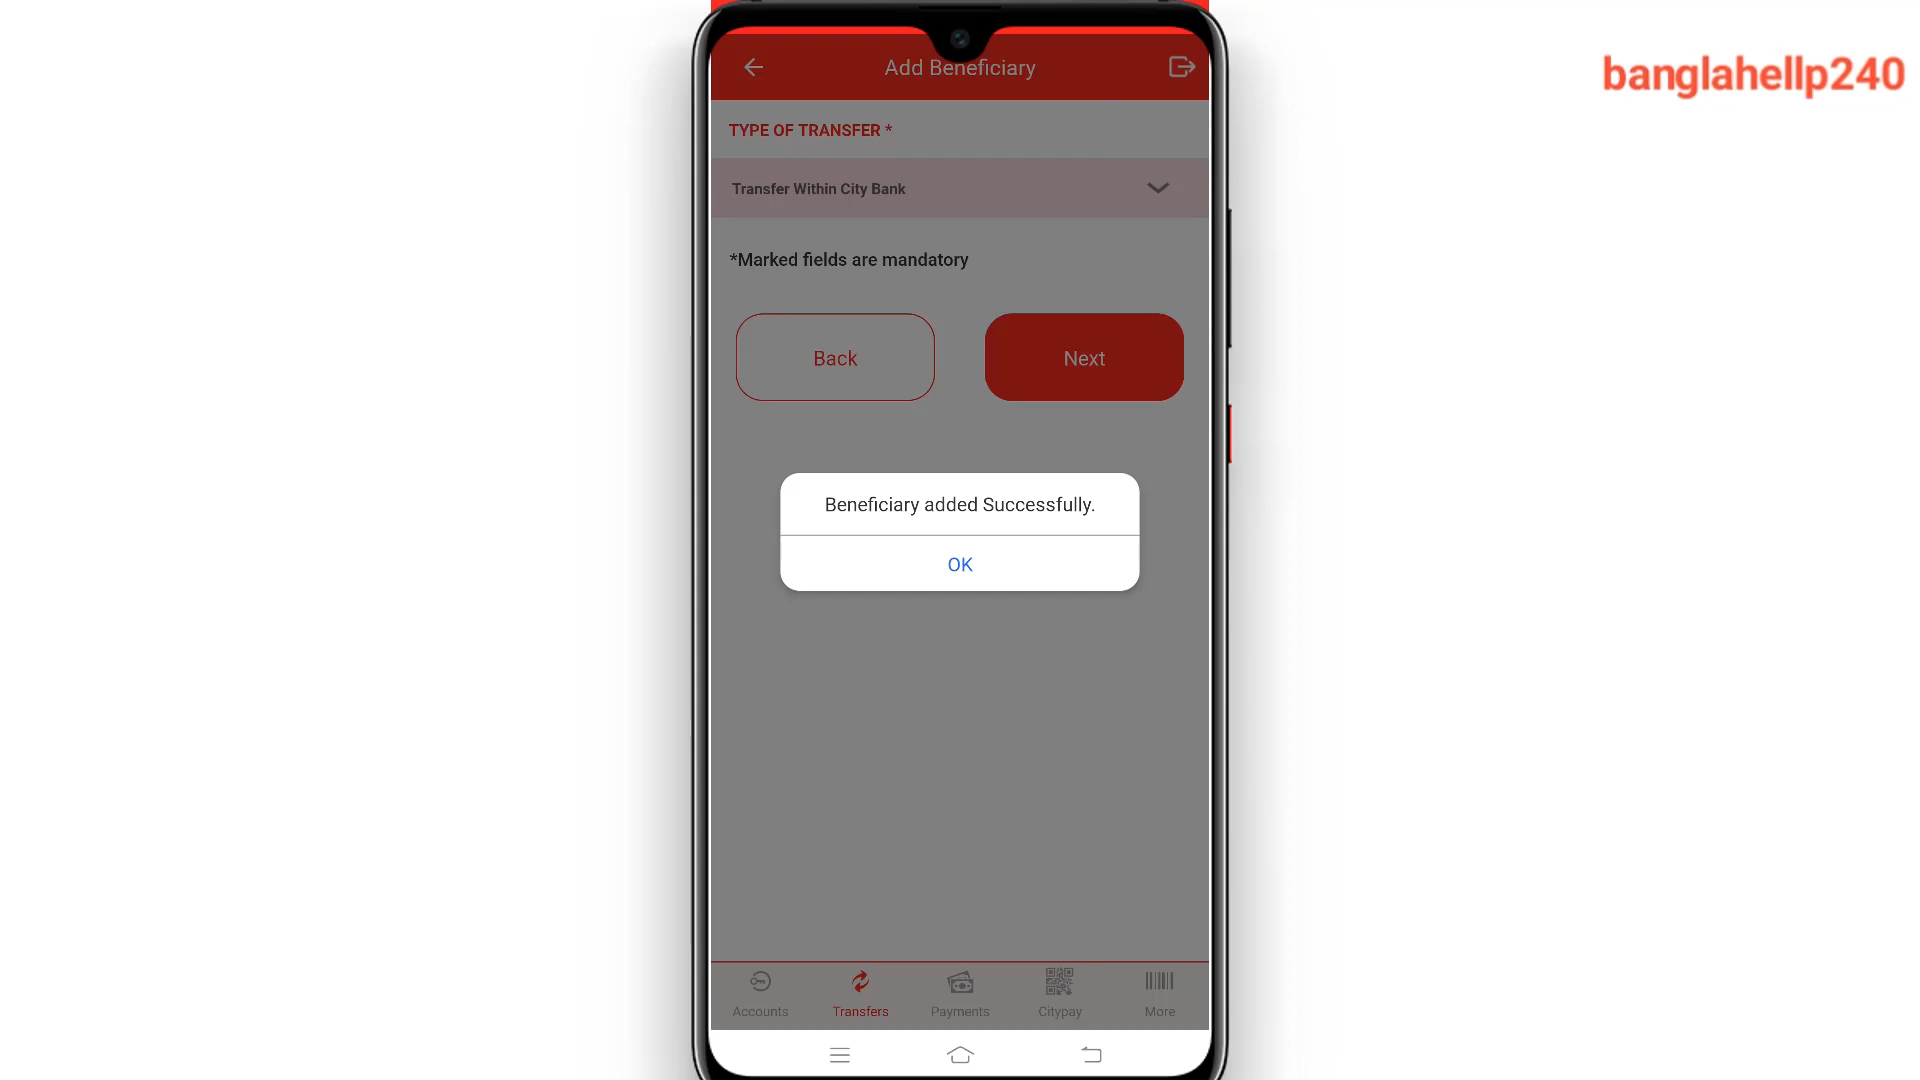 Add Beneficiary
banglahellp240
TYPE OF TRANSFER *
Transfer Within City Bank
*Marked fields are mandatory
Back
Next
Beneficiary added Successfully.
OK
Accounts
Transfers
Payments
Citypay
More